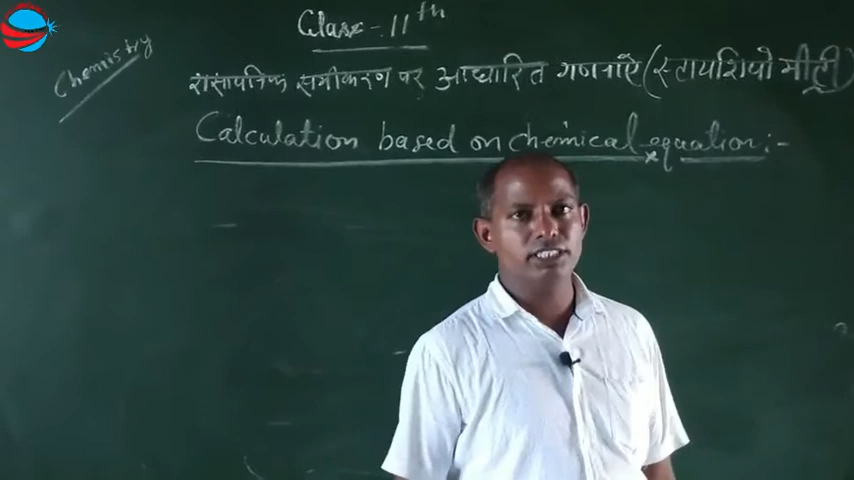 Class - 11th
Chemistry
रासायनिक समीकरण पर आधारित गणनाएँ (स्टायशियोमीट्री)
Calculation based on chemical equation :-